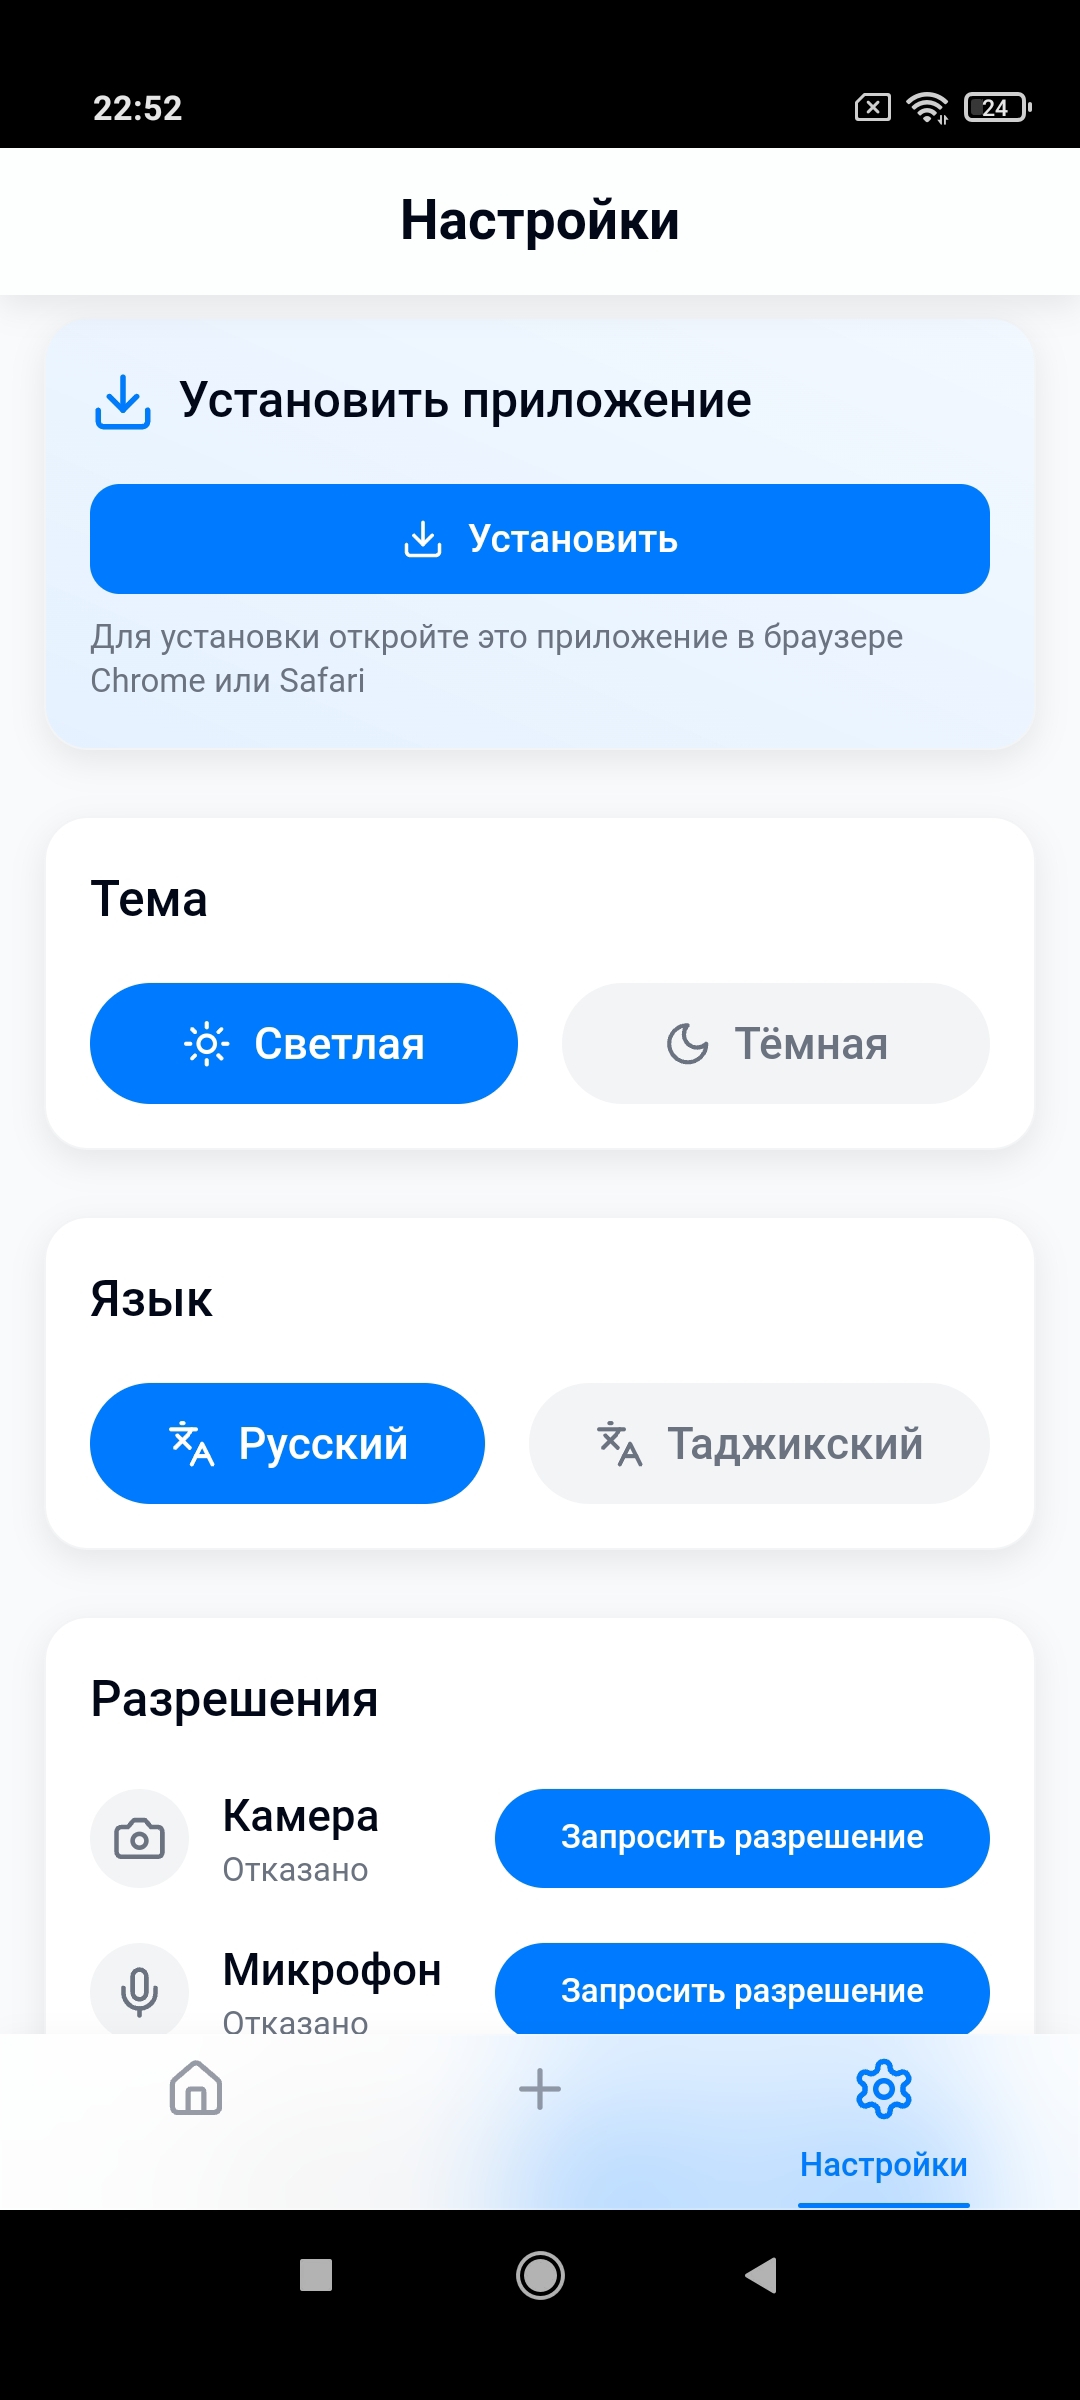 22:52
24
Настройки
Установить приложение
Установить
Для установки откройте это приложение в браузере
Chrome или Safari
Тема
Светлая
Тёмная
Язык
Русский
Таджикский
Разрешения
Камера
Отказано
Запросить разрешение
Микрофон
Отказано
Запросить разрешение
Настройки